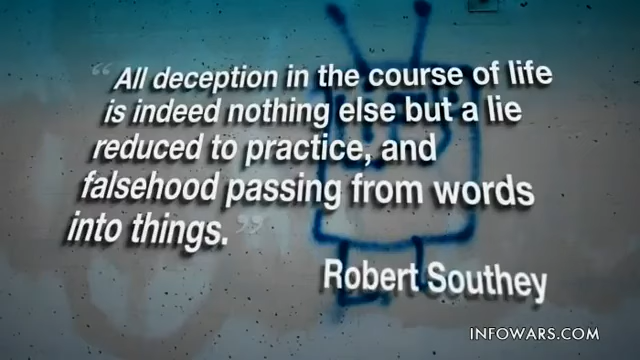 “All deception in the course of life
is indeed nothing else but a lie
reduced to practice, and
falsehood passing from words
into things.”
Robert Southey
INFOWARS.COM